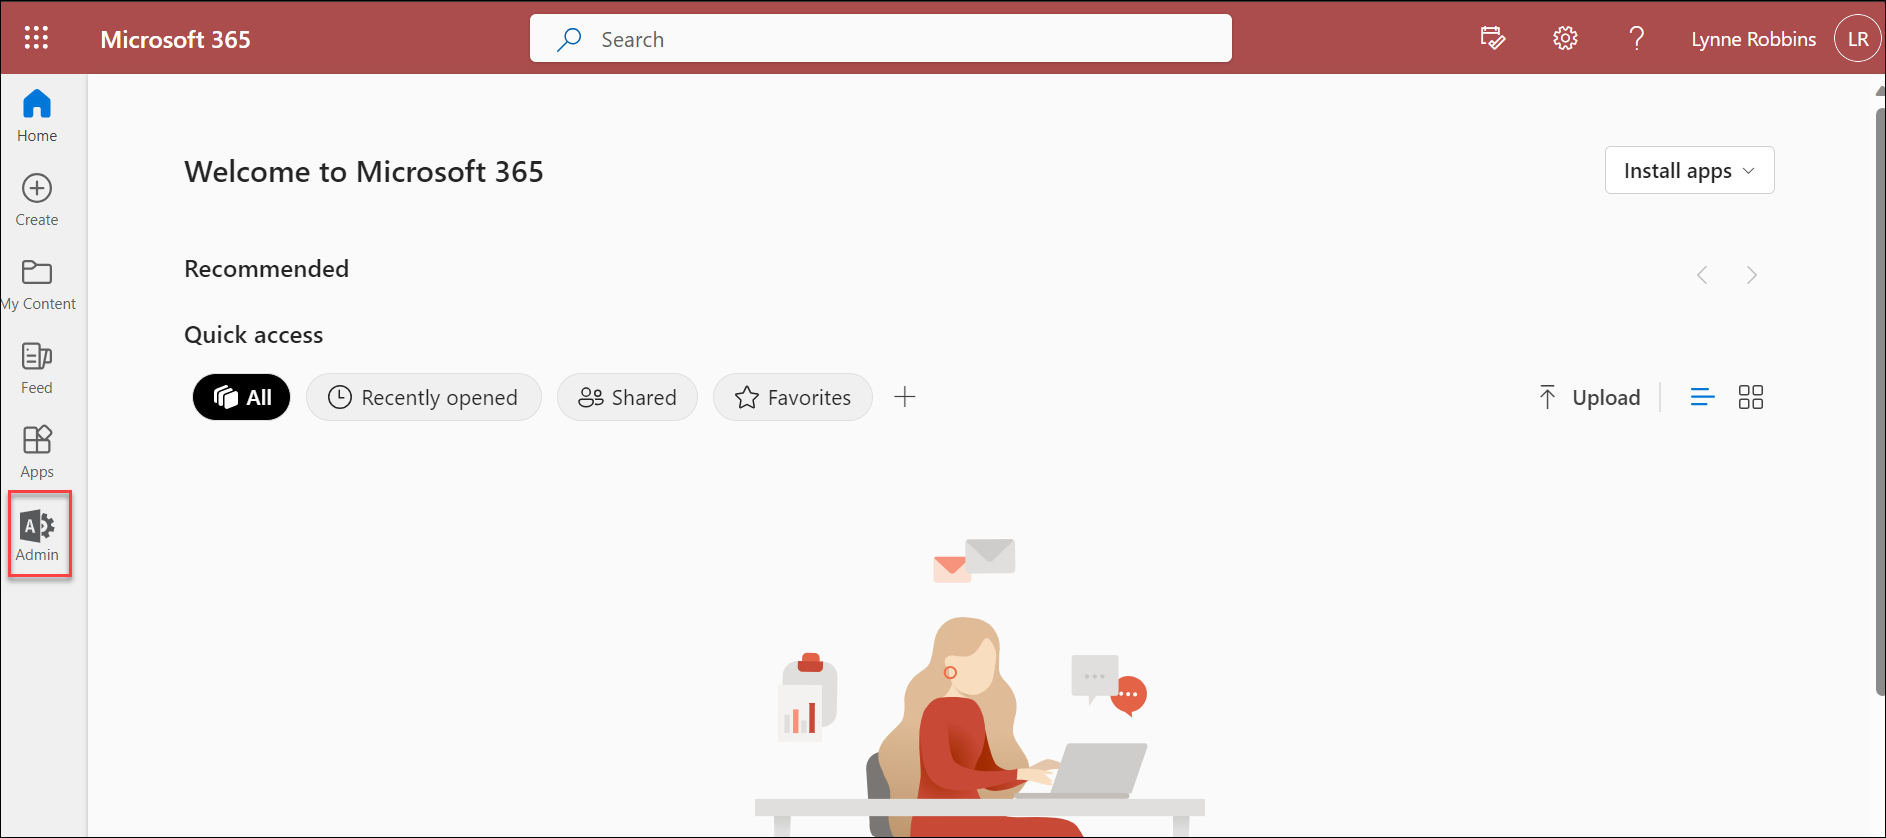 Microsoft 365
Search
Lynne Robbins
LR
Home
Create
My Content
Feed
Apps
A
Admin
Welcome to Microsoft 365
Install apps
Recommended
Quick access
All
Recently opened
Shared
Favorites
Upload